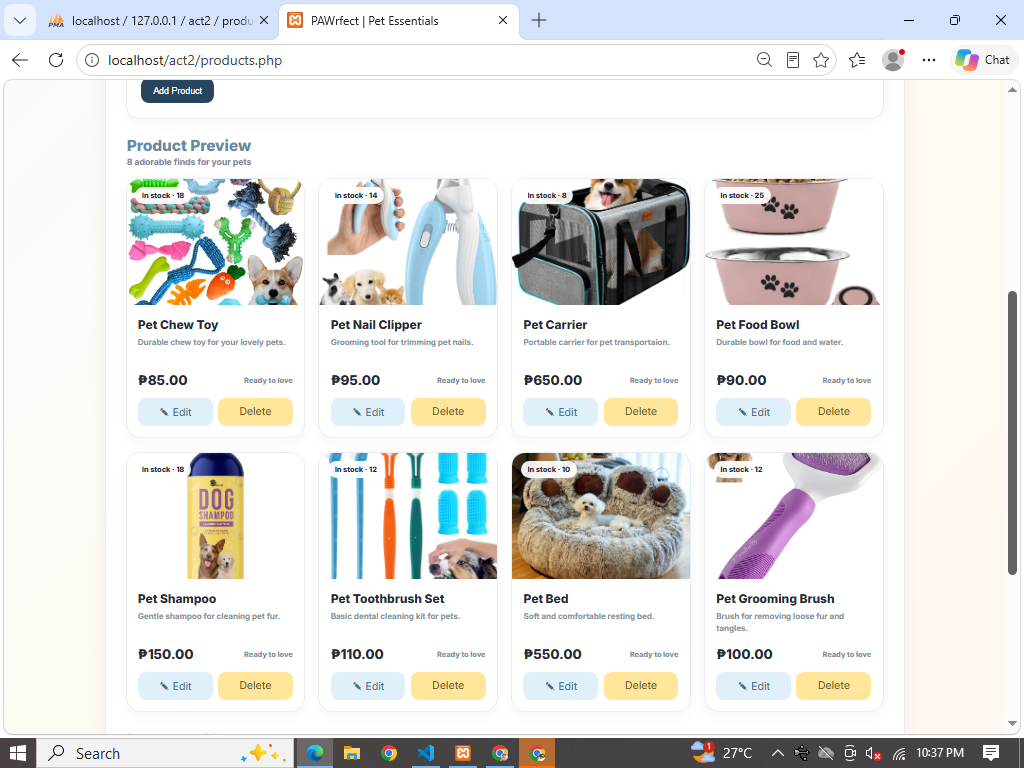 localhost / 127.0.0.1 / act2 / produ
PAWrfect | Pet Essentials
localhost/act2/products.php
Chat
Add Product
Product Preview
8 adorable finds for your pets
In stock · 18
In stock · 14
In stock · 8
In stock · 25
Pet Chew Toy
Pet Nail Clipper
Pet Carrier
Pet Food Bowl
Durable chew toy for your lovely pets.
Grooming tool for trimming pet nails.
Portable carrier for pet transportaion.
Durable bowl for food and water.
₱85.00 Ready to love
₱95.00 Ready to love
₱650.00 Ready to love
₱90.00 Ready to love
Edit Delete
Edit Delete
Edit Delete
Edit Delete
In stock · 18
In stock · 12
In stock · 10
In stock · 12
DOG
SHAMPOO
Pet Shampoo
Pet Toothbrush Set
Pet Bed
Pet Grooming Brush
Gentle shampoo for cleaning pet fur.
Basic dental cleaning kit for pets.
Soft and comfortable resting bed.
Brush for removing loose fur and
tangles.
₱150.00 Ready to love
₱110.00 Ready to love
₱550.00 Ready to love
₱100.00 Ready to love
Edit Delete
Edit Delete
Edit Delete
Edit Delete
Search
1
27°C
10:37 PM